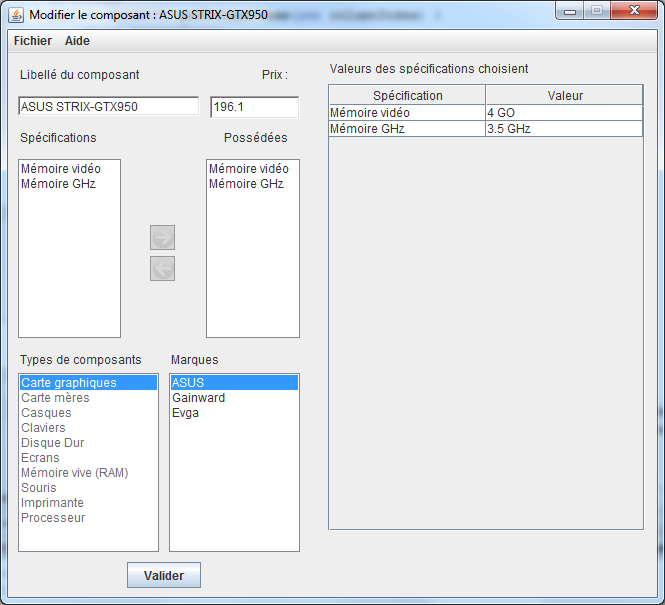 Modifier le composant : ASUS STRIX-GTX950
Fichier Aide
Libellé du composant Prix :
ASUS STRIX-GTX950 196.1
Spécifications Possédées
Mémoire vidéo
Mémoire GHz
Mémoire vidéo
Mémoire GHz
Types de composants
Carte graphiques
Carte mères
Casques
Claviers
Disque Dur
Ecrans
Mémoire vive (RAM)
Souris
Imprimante
Processeur
Marques
ASUS
Gainward
Evga
Valider
Valeurs des spécifications choisient
Spécification Valeur
Mémoire vidéo 4 GO
Mémoire GHz 3.5 GHz